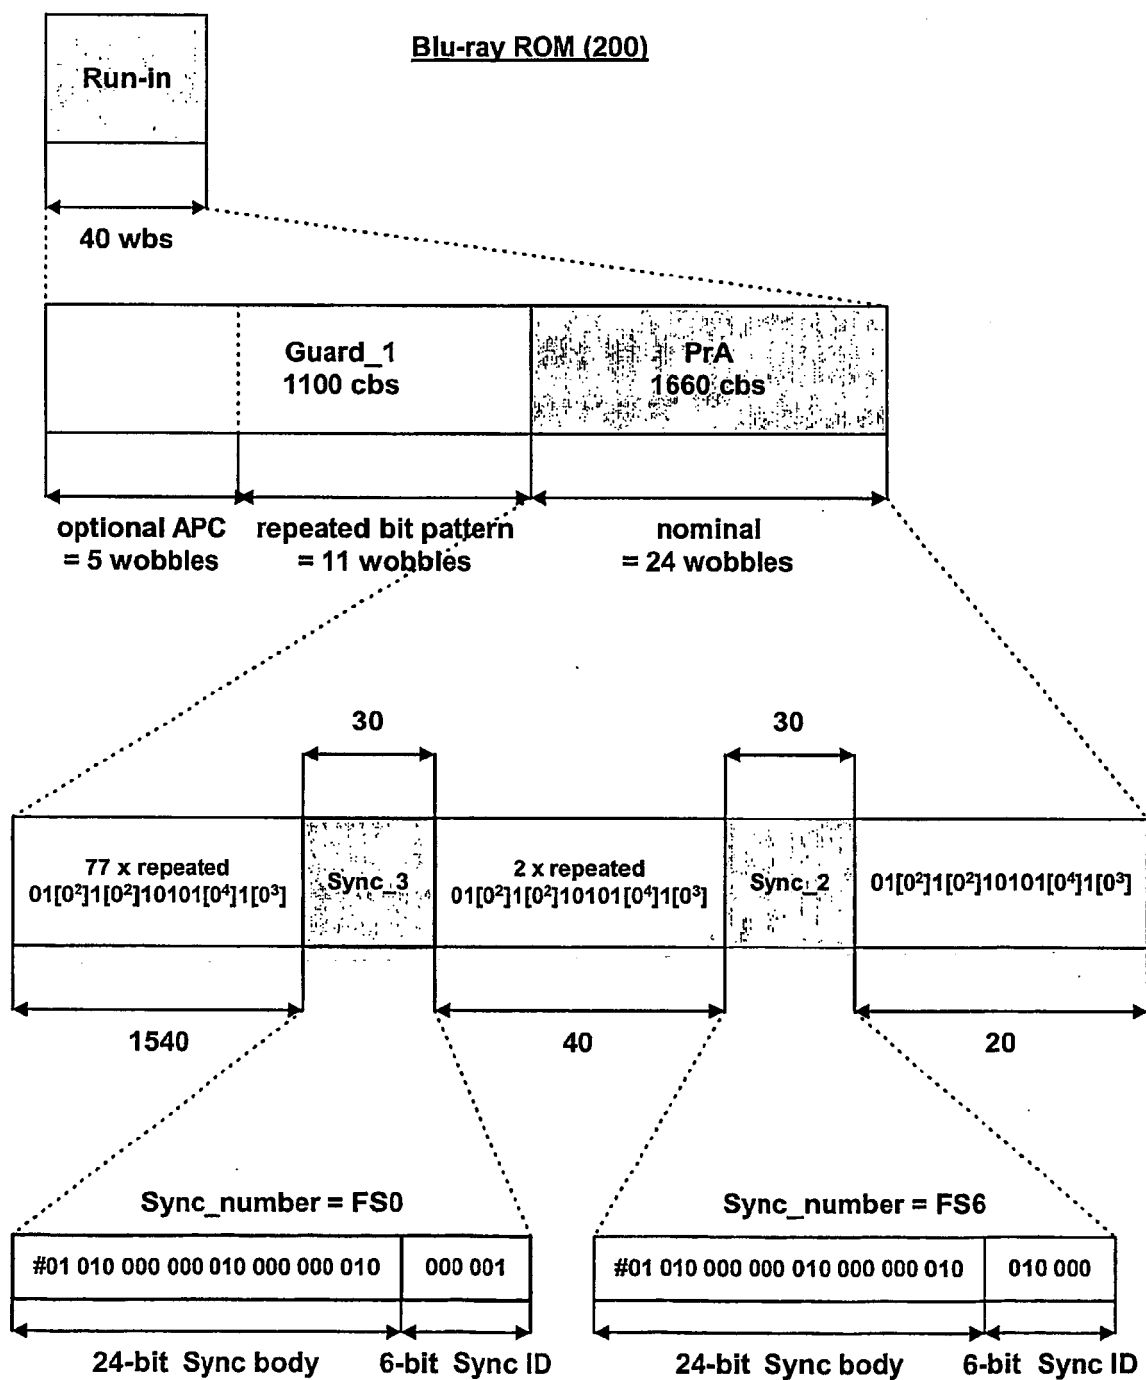 Blu-ray ROM (200)
Run-in
40 wbs
Guard_1
1100 cbs
PrA
1660 cbs
optional APC
= 5 wobbles
repeated bit pattern
= 11 wobbles
nominal
= 24 wobbles
30
30
77 x repeated
01[0²]1[0²]10101[0⁴]1[0³]
Sync_3
2 x repeated
01[0²]1[0²]10101[0⁴]1[0³]
Sync_2
01[0²]1[0²]10101[0⁴]1[0³]
1540
40
20
Sync_number = FS0
Sync_number = FS6
#01 010 000 000 010 000 000 010
000 001
#01 010 000 000 010 000 000 010
010 000
24-bit Sync body
6-bit Sync ID
24-bit Sync body
6-bit Sync ID